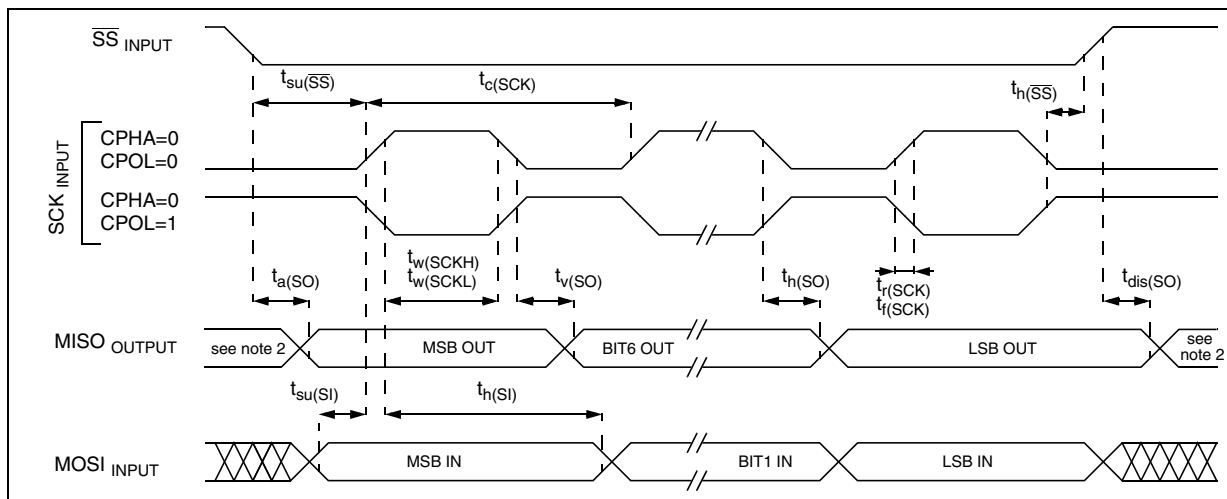 SS INPUT
tsu(SS)
tc(SCK)
th(SS)
SCK INPUT
CPHA=0
CPOL=0
CPHA=0
CPOL=1
tw(SCKH)
tw(SCKL)
ta(SO)
tv(SO)
th(SO)
tr(SCK)
tf(SCK)
tdis(SO)
MISO OUTPUT
see note 2
MSB OUT
BIT6 OUT
LSB OUT
see
note 2
tsu(SI)
th(SI)
MOSI INPUT
MSB IN
BIT1 IN
LSB IN